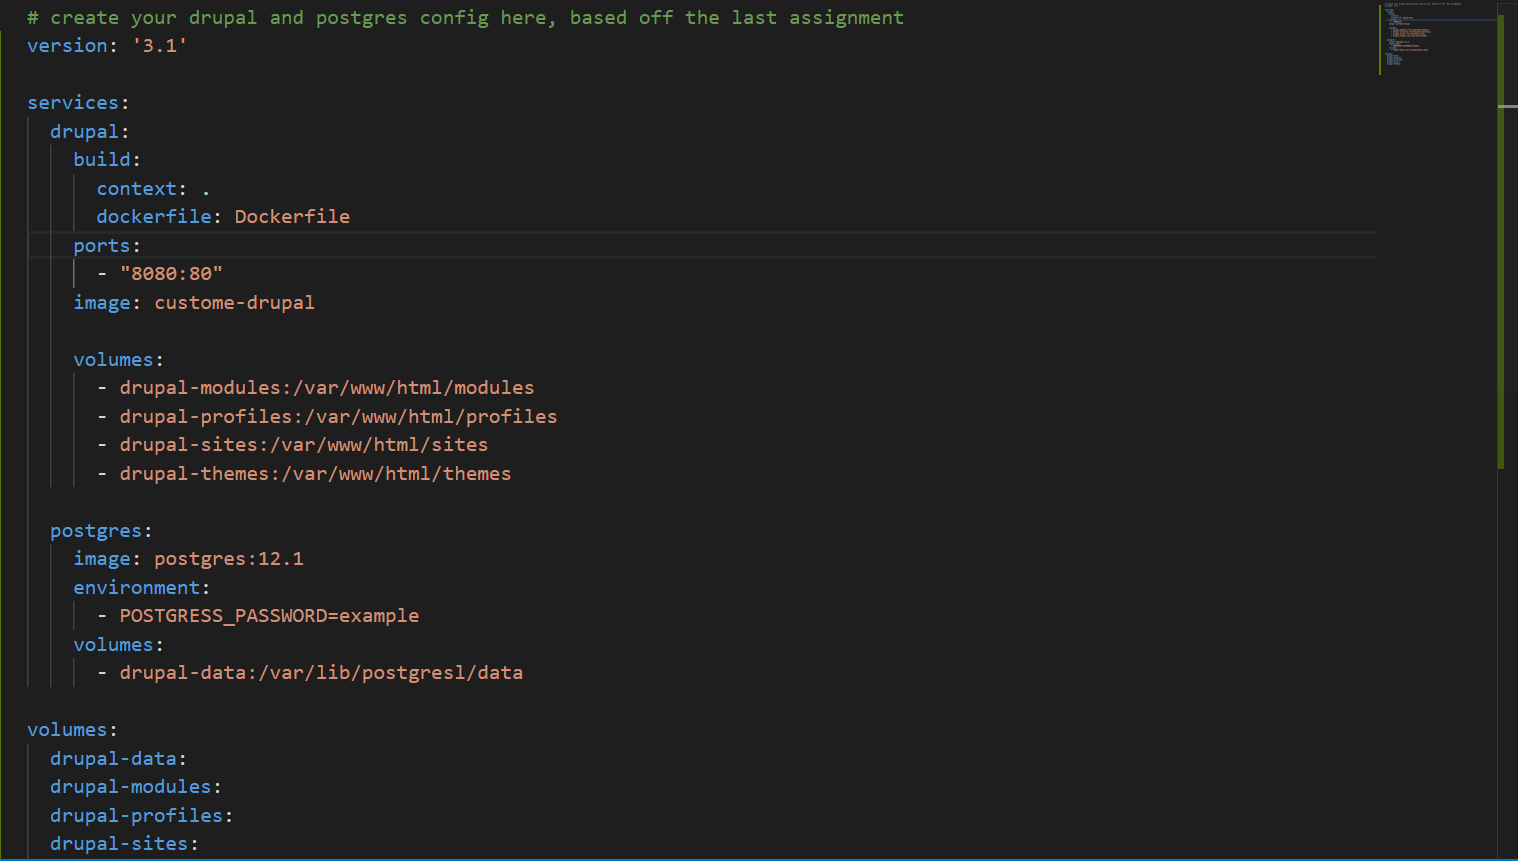 # create your drupal and postgres config here, based off the last assignment
version: '3.1'
services:
drupal:
build:
context: .
dockerfile: Dockerfile
ports:
- "8080:80"
image: custome-drupal
volumes:
- drupal-modules:/var/www/html/modules
- drupal-profiles:/var/www/html/profiles
- drupal-sites:/var/www/html/sites
- drupal-themes:/var/www/html/themes
postgres:
image: postgres:12.1
environment:
- POSTGRESS_PASSWORD=example
volumes:
- drupal-data:/var/lib/postgresl/data
volumes:
drupal-data:
drupal-modules:
drupal-profiles:
drupal-sites: